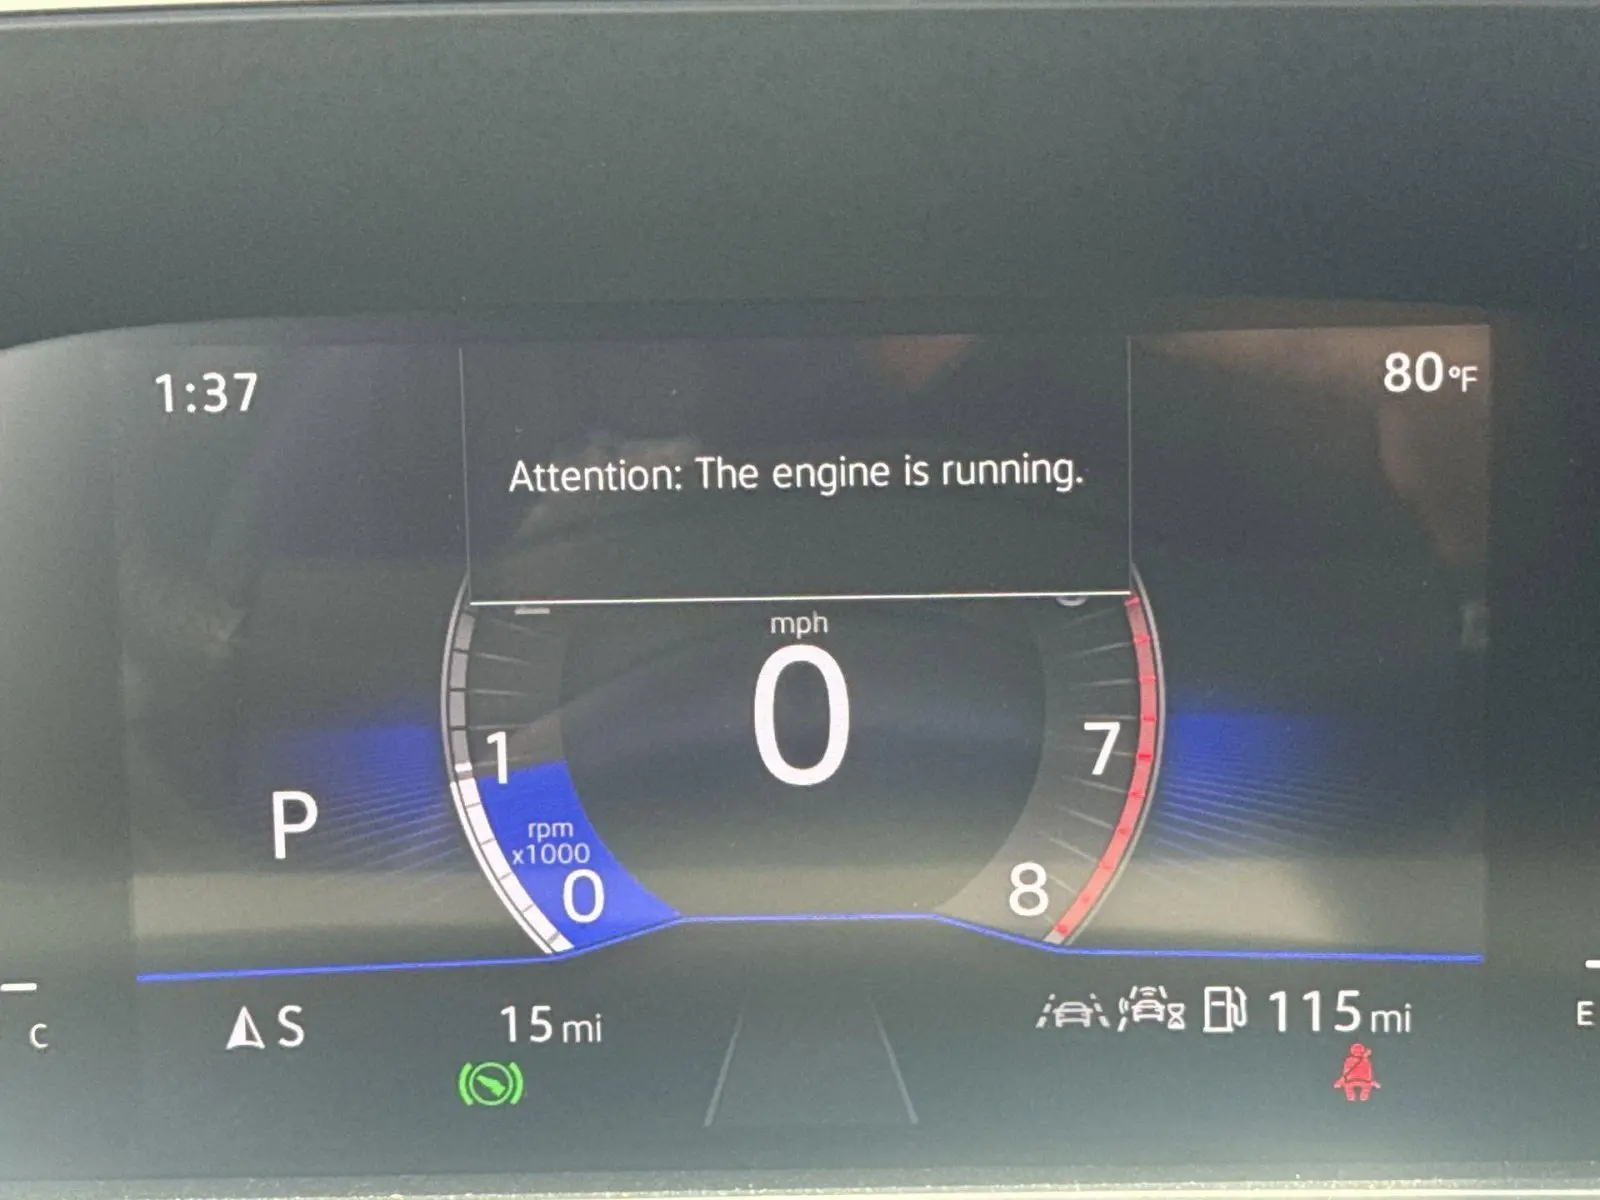 1:37
80°F
Attention: The engine is running.
mph
0
1
7
P
rpm
x1000
0
8
C
S
15 mi
115 mi
E